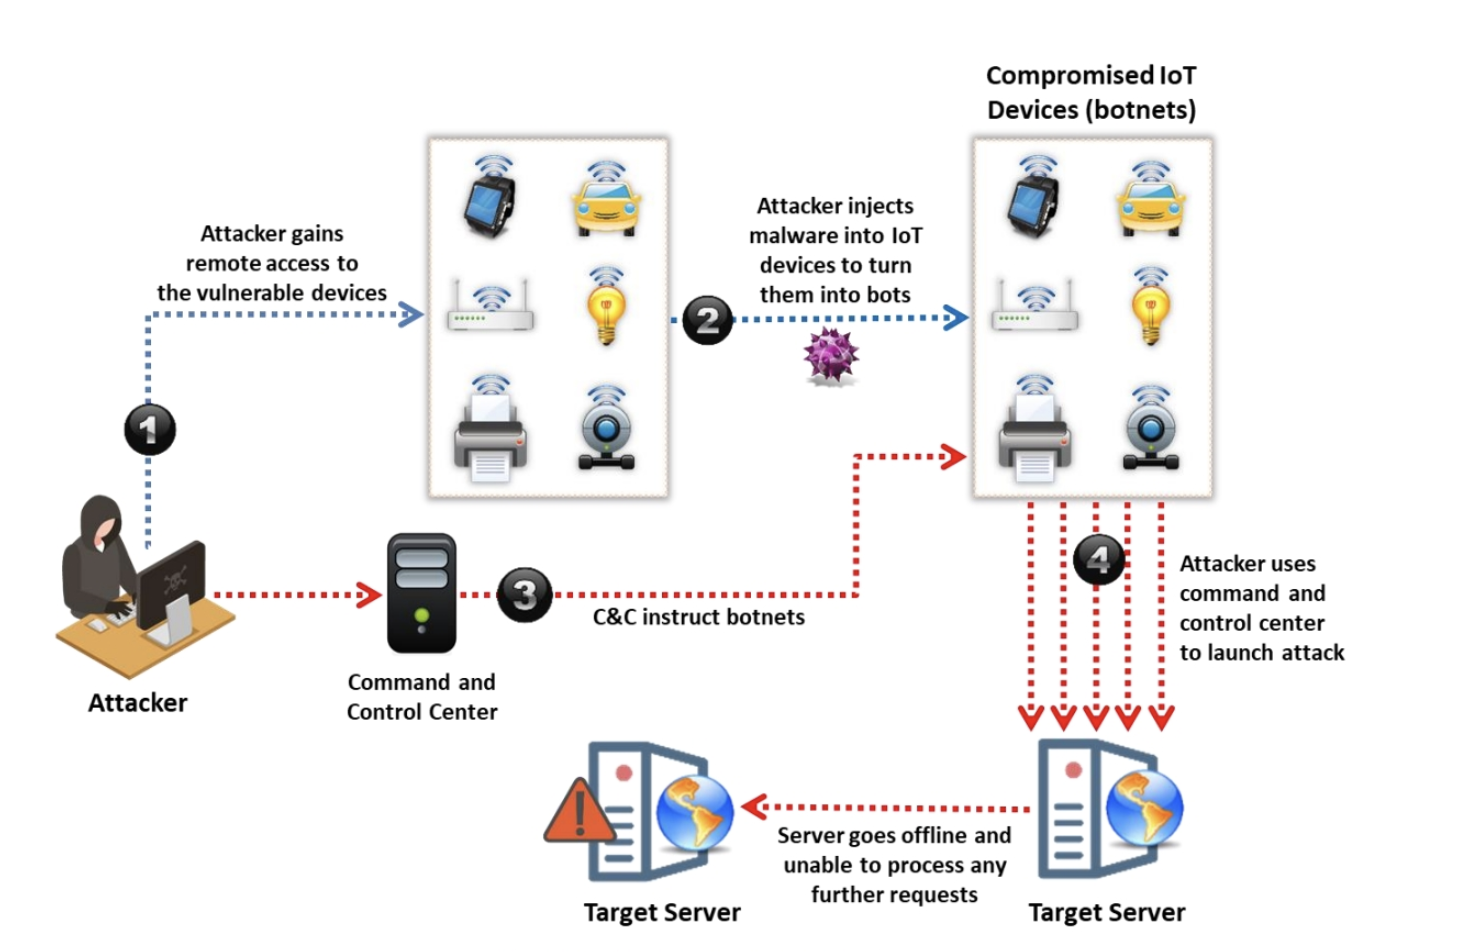 Compromised IoT
Devices (botnets)
Attacker gains
remote access to
the vulnerable devices
1
Attacker injects
malware into IoT
devices to turn
them into bots
2
3
C&C instruct botnets
4
Attacker uses
command and
control center
to launch attack
Attacker
Command and
Control Center
Server goes offline and
unable to process any
further requests
Target Server
Target Server